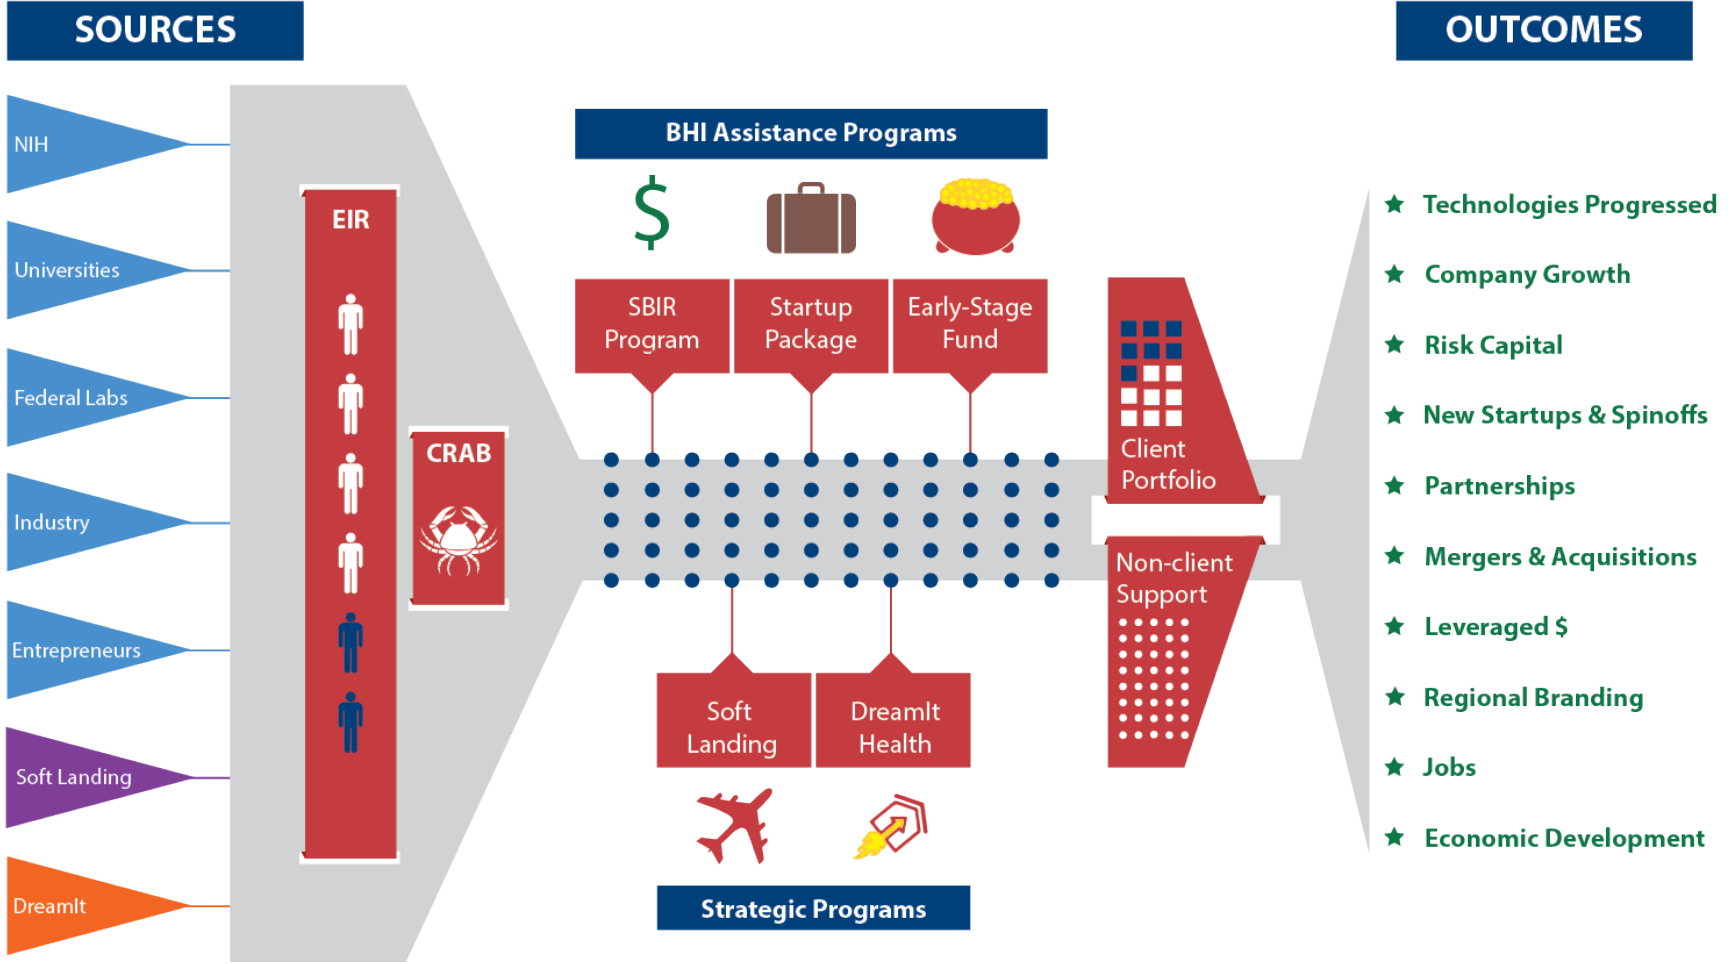 SOURCES
OUTCOMES
NIH
Universities
Federal Labs
Industry
Entrepreneurs
Soft Landing
DreamIt
EIR
CRAB
BHI Assistance Programs
SBIR
Program
Startup
Package
Early-Stage
Fund
Soft
Landing
DreamIt
Health
Strategic Programs
Client
Portfolio
Non-client
Support
Technologies Progressed
Company Growth
Risk Capital
New Startups & Spinoffs
Partnerships
Mergers & Acquisitions
Leveraged $
Regional Branding
Jobs
Economic Development